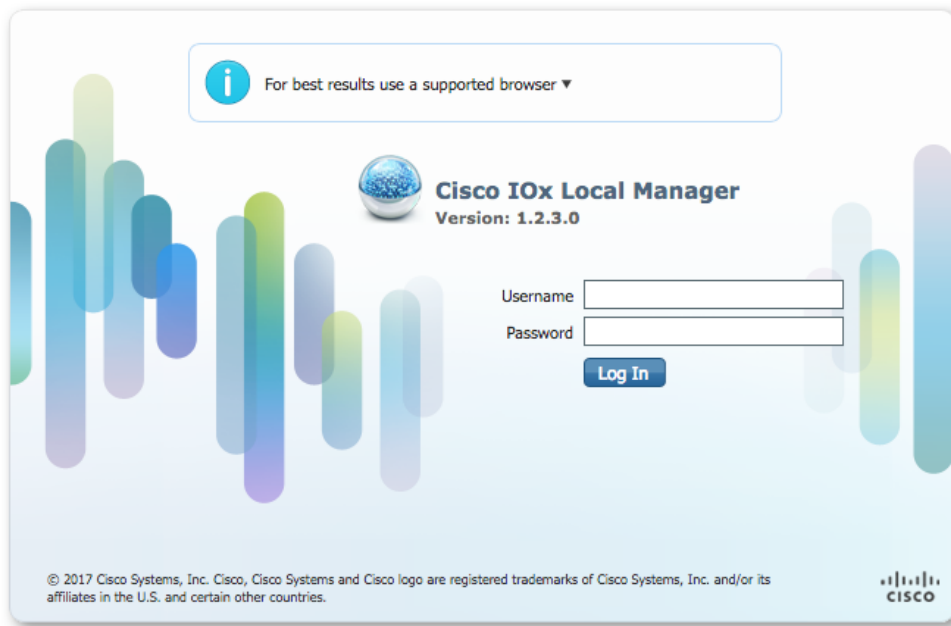 For best results use a supported browser ▼
Cisco IOx Local Manager
Version: 1.2.3.0
Username
Password
Log In
© 2017 Cisco Systems, Inc. Cisco, Cisco Systems and Cisco logo are registered trademarks of Cisco Systems, Inc. and/or its
affiliates in the U.S. and certain other countries.
CISCO